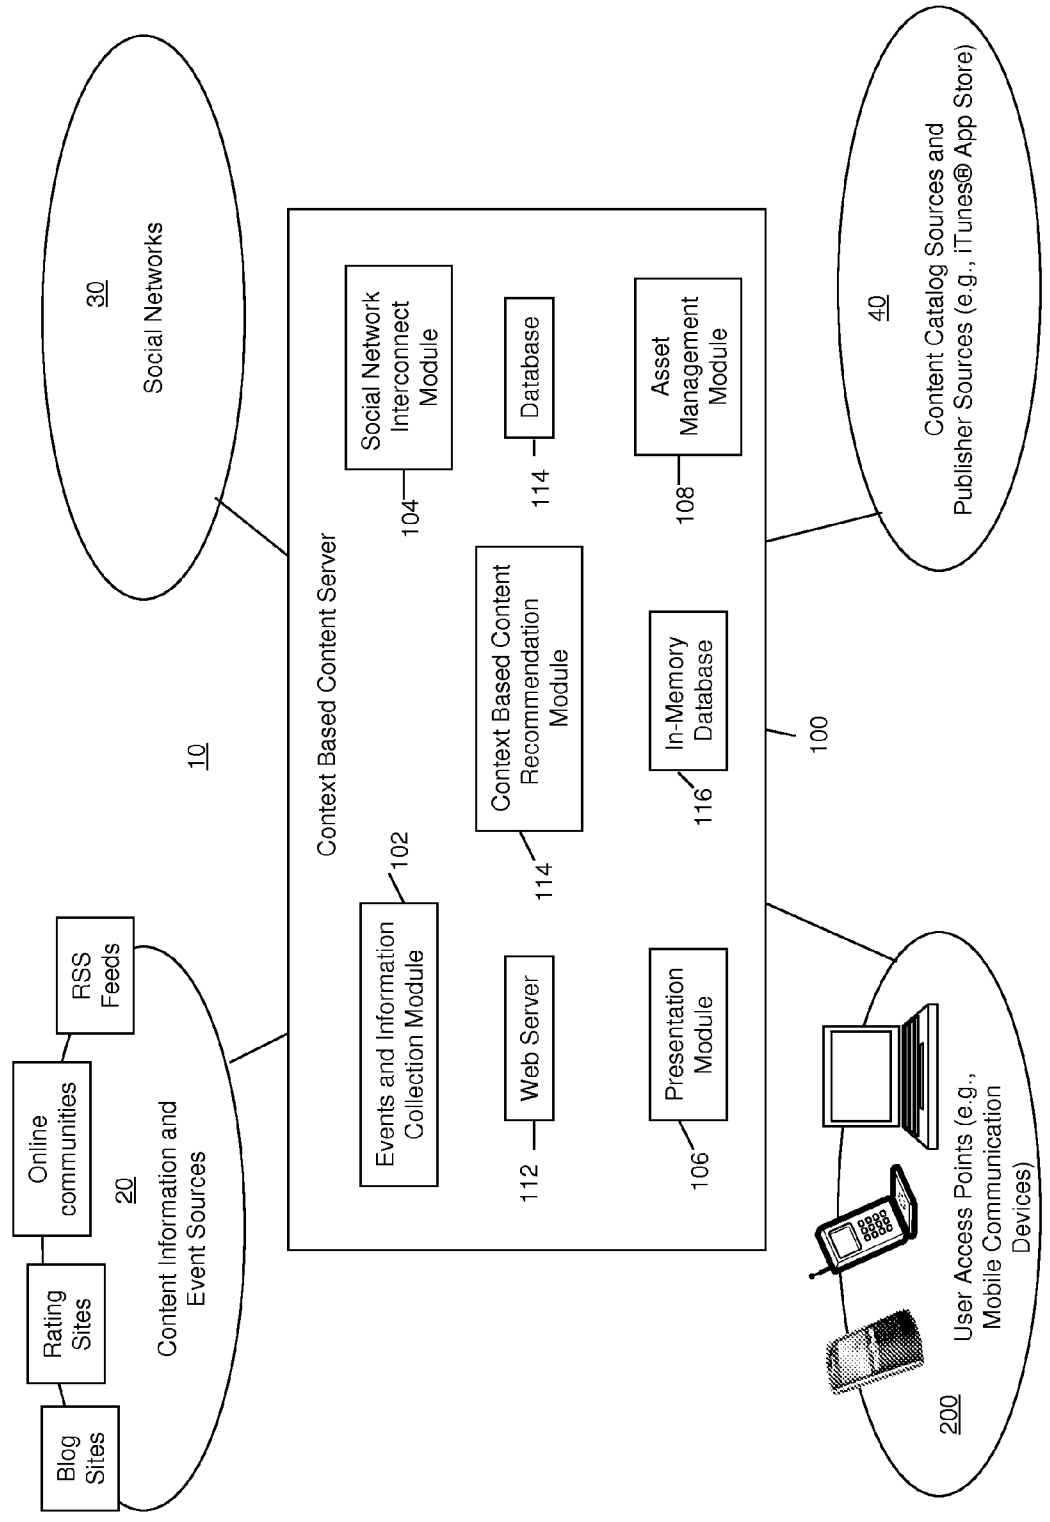 Blog
Sites
Rating
Sites
Online
communities
RSS
Feeds
20
Content Information and
Event Sources
10
30
Social Networks
Context Based Content Server
Events and Information
Collection Module
102
Social Network
Interconnect
Module
104
112
Web Server
114
Context Based Content
Recommendation
Module
114
Database
106
Presentation
Module
116
In-Memory
Database
108
Asset
Management
Module
100
200
User Access Points (e.g.,
Mobile Communication
Devices)
40
Content Catalog Sources and
Publisher Sources (e.g., iTunes® App Store)